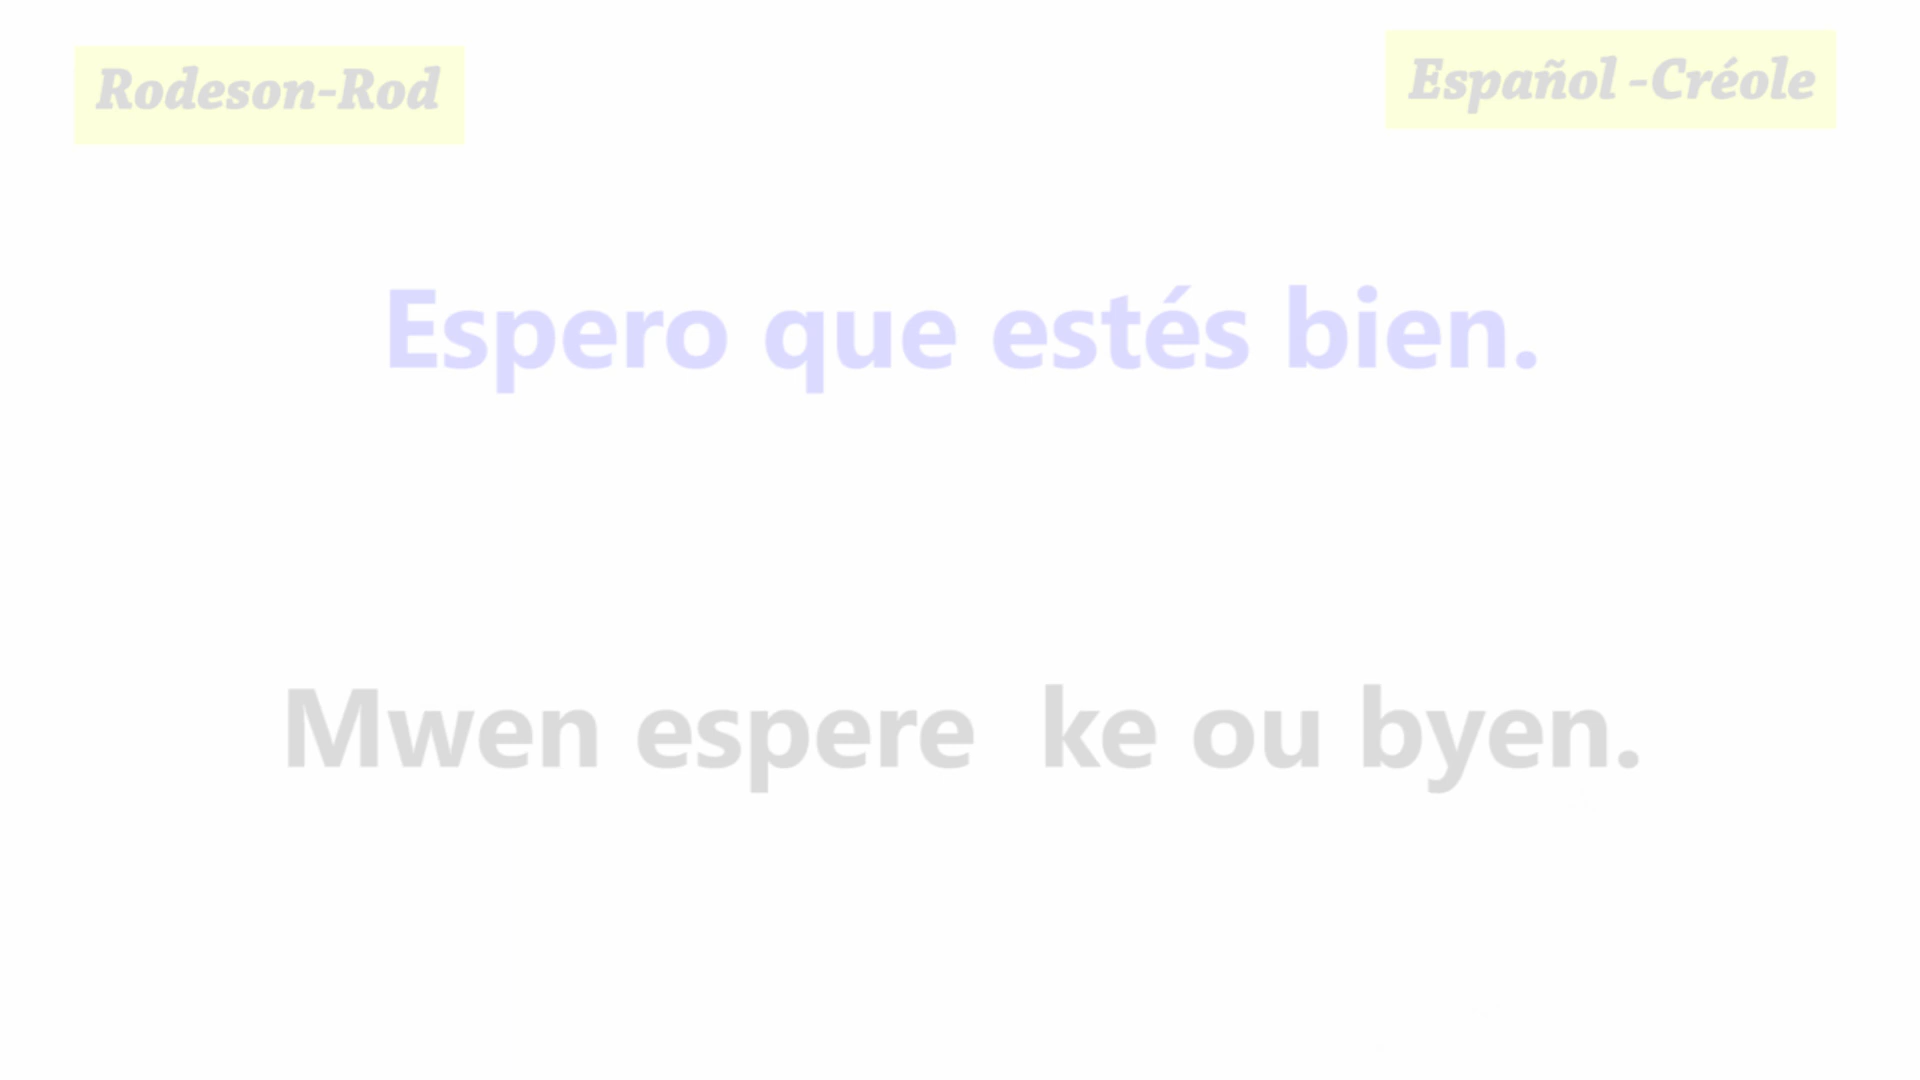 Rodeson-Rod
Español -Créole
Espero que estés bien.
Mwen espere  ke ou byen.